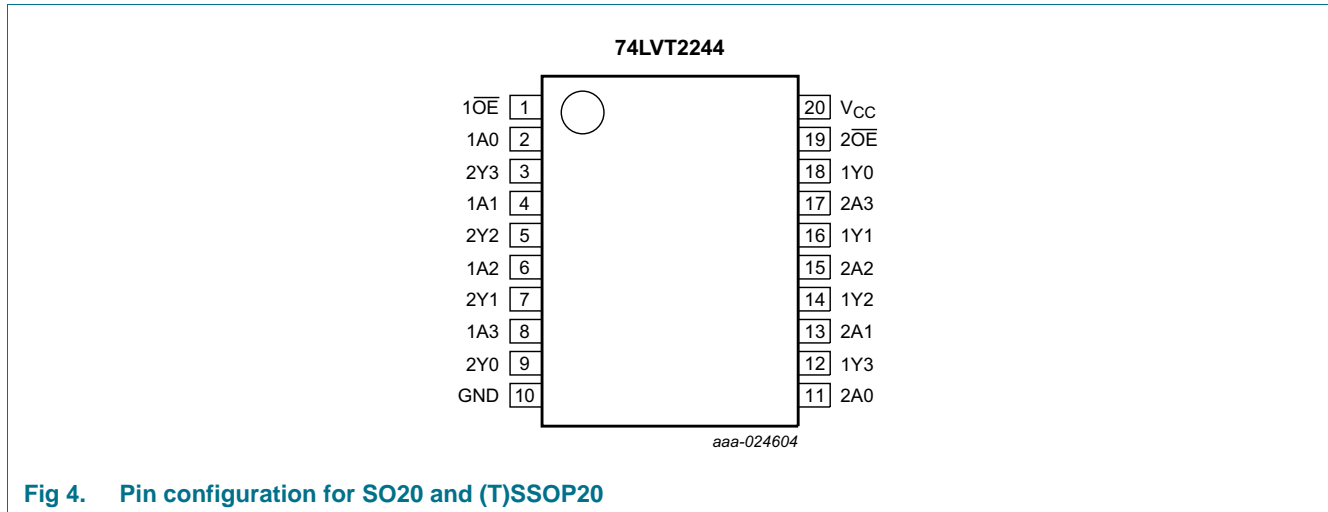 74LVT2244
1O̅E̅ 1 20 VCC
1A0 2 19 2O̅E̅
2Y3 3 18 1Y0
1A1 4 17 2A3
2Y2 5 16 1Y1
1A2 6 15 2A2
2Y1 7 14 1Y2
1A3 8 13 2A1
2Y0 9 12 1Y3
GND 10 11 2A0
aaa-024604
Fig 4. Pin configuration for SO20 and (T)SSOP20